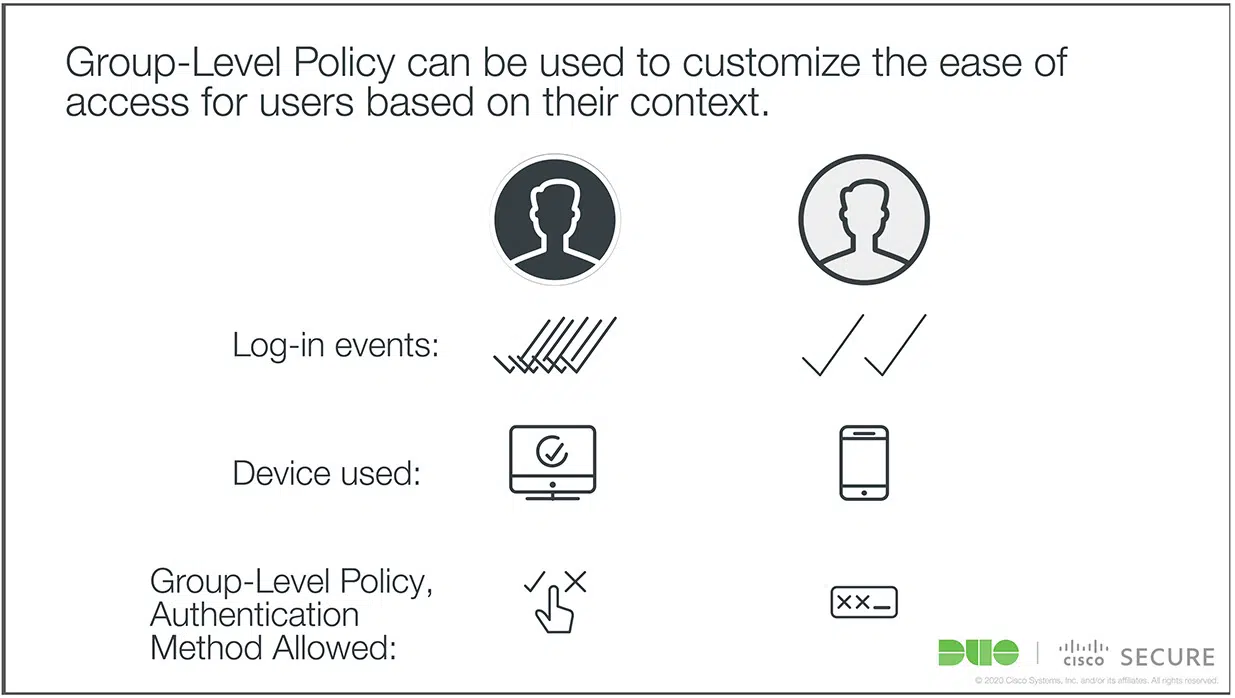 Group-Level Policy can be used to customize the ease of
access for users based on their context.
Log-in events:
Device used:
Group-Level Policy,
Authentication
Method Allowed:
DUO
cisco SECURE
© 2020 Cisco Systems, Inc. and/or its affiliates. All rights reserved.